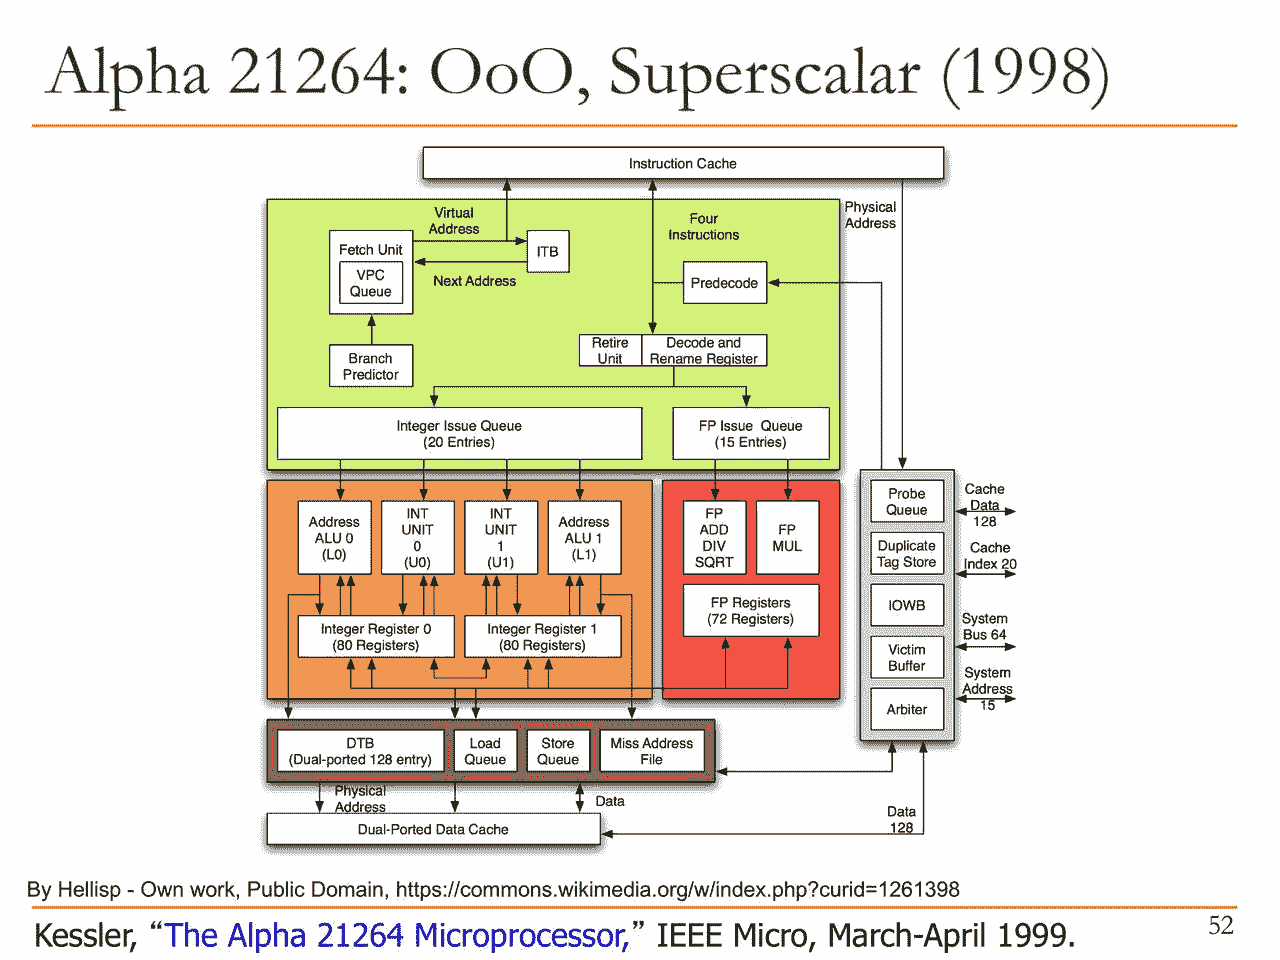 Alpha 21264: OoO, Superscalar (1998)
Instruction Cache
Virtual
Address
Four
Instructions
Physical
Address
Fetch Unit
VPC
Queue
ITB
Next Address
Predecode
Branch
Predictor
Retire
Unit
Decode and
Rename Register
Integer Issue Queue
(20 Entries)
FP Issue Queue
(15 Entries)
Address
ALU 0
(L0)
INT
UNIT
0
(U0)
INT
UNIT
1
(U1)
Address
ALU 1
(L1)
FP
ADD
DIV
SQRT
FP
MUL
Integer Register 0
(80 Registers)
Integer Register 1
(80 Registers)
FP Registers
(72 Registers)
Probe
Queue
Duplicate
Tag Store
IOWB
Victim
Buffer
Arbiter
Cache
Data
128
Cache
Index 20
System
Bus 64
System
Address
15
DTB
(Dual-ported 128 entry)
Load
Queue
Store
Queue
Miss Address
File
Physical
Address
Data
Data
128
Dual-Ported Data Cache
By Hellisp - Own work, Public Domain, https://commons.wikimedia.org/w/index.php?curid=1261398
Kessler, “The Alpha 21264 Microprocessor,” IEEE Micro, March-April 1999.
52